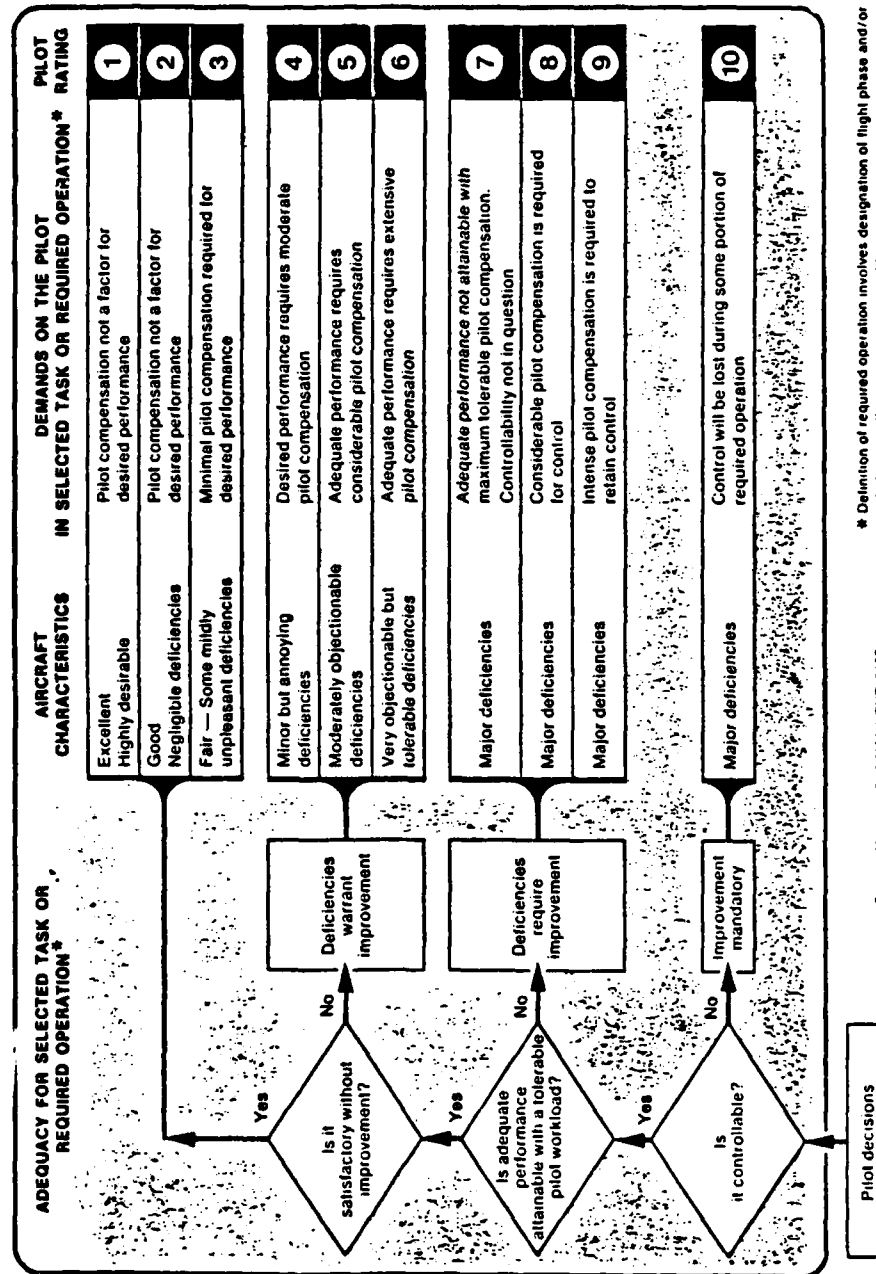 ADEQUACY FOR SELECTED TASK OR
REQUIRED OPERATION*
AIRCRAFT
CHARACTERISTICS
DEMANDS ON THE PILOT
IN SELECTED TASK OR REQUIRED OPERATION*
PILOT
RATING
Excellent
Highly desirable
Pilot compensation not a factor for
desired performance
1
Good
Negligible deficiencies
Pilot compensation not a factor for
desired performance
2
Fair — Some mildly
unpleasant deficiencies
Minimal pilot compensation required for
desired performance
3
Yes
Is it
satisfactory without
improvement?
No
Deficiencies
warrant
improvement
Minor but annoying
deficiencies
Desired performance requires moderate
pilot compensation
4
Moderately objectionable
deficiencies
Adequate performance requires
considerable pilot compensation
5
Very objectionable but
tolerable deficiencies
Adequate performance requires extensive
pilot compensation
6
Yes
Is adequate
performance
attainable with a tolerable
pilot workload?
No
Deficiencies
require
improvement
Major deficiencies
Adequate performance not attainable with
maximum tolerable pilot compensation.
Controllability not in question
7
Major deficiencies
Considerable pilot compensation is required
for control
8
Major deficiencies
Intense pilot compensation is required to
retain control
9
Yes
Is
it controllable?
No
Improvement
mandatory
Major deficiencies
Control will be lost during some portion of
required operation
10
Pilot decisions
* Definition of required operation involves designation of flight phase and/or